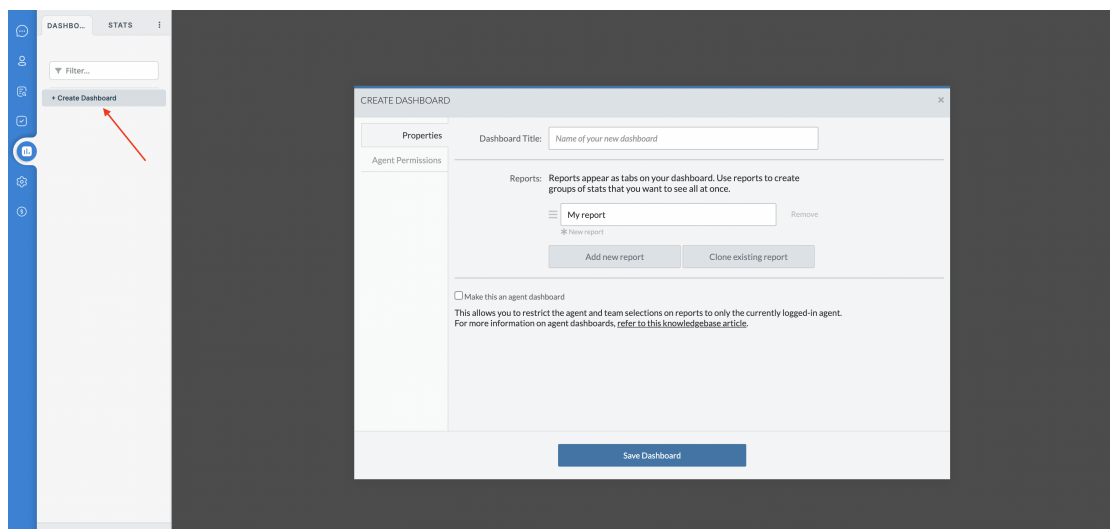 DASHBO...
STATS
Filter...
+ Create Dashboard
CREATE DASHBOARD
Properties
Agent Permissions
Dashboard Title:
Name of your new dashboard
Reports:
Reports appear as tabs on your dashboard. Use reports to create
groups of stats that you want to see all at once.
My report
Remove
New report
Add new report
Clone existing report
Make this an agent dashboard
This allows you to restrict the agent and team selections on reports to only the currently logged-in agent.
For more information on agent dashboards, refer to this knowledgebase article.
Save Dashboard